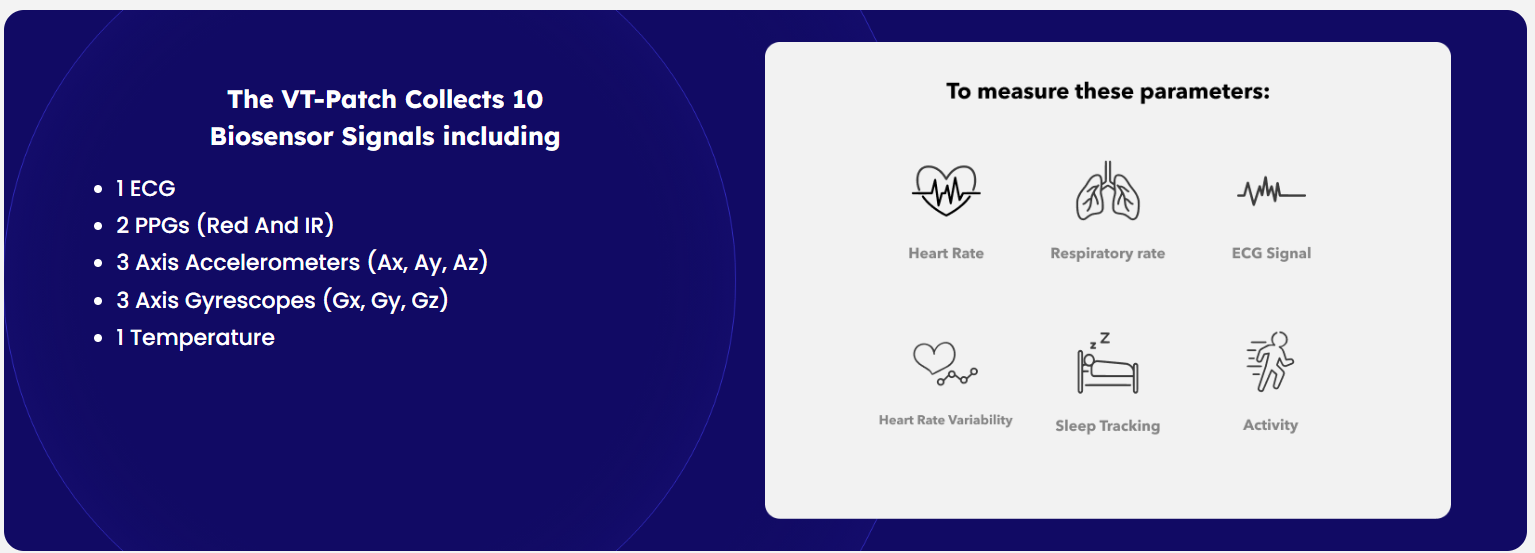 The VT-Patch Collects 10
Biosensor Signals including
• 1 ECG
• 2 PPGs (Red And IR)
• 3 Axis Accelerometers (Ax, Ay, Az)
• 3 Axis Gyrescopes (Gx, Gy, Gz)
• 1 Temperature
To measure these parameters:
Heart Rate
Respiratory rate
ECG Signal
z Z
Heart Rate Variability
Sleep Tracking
Activity